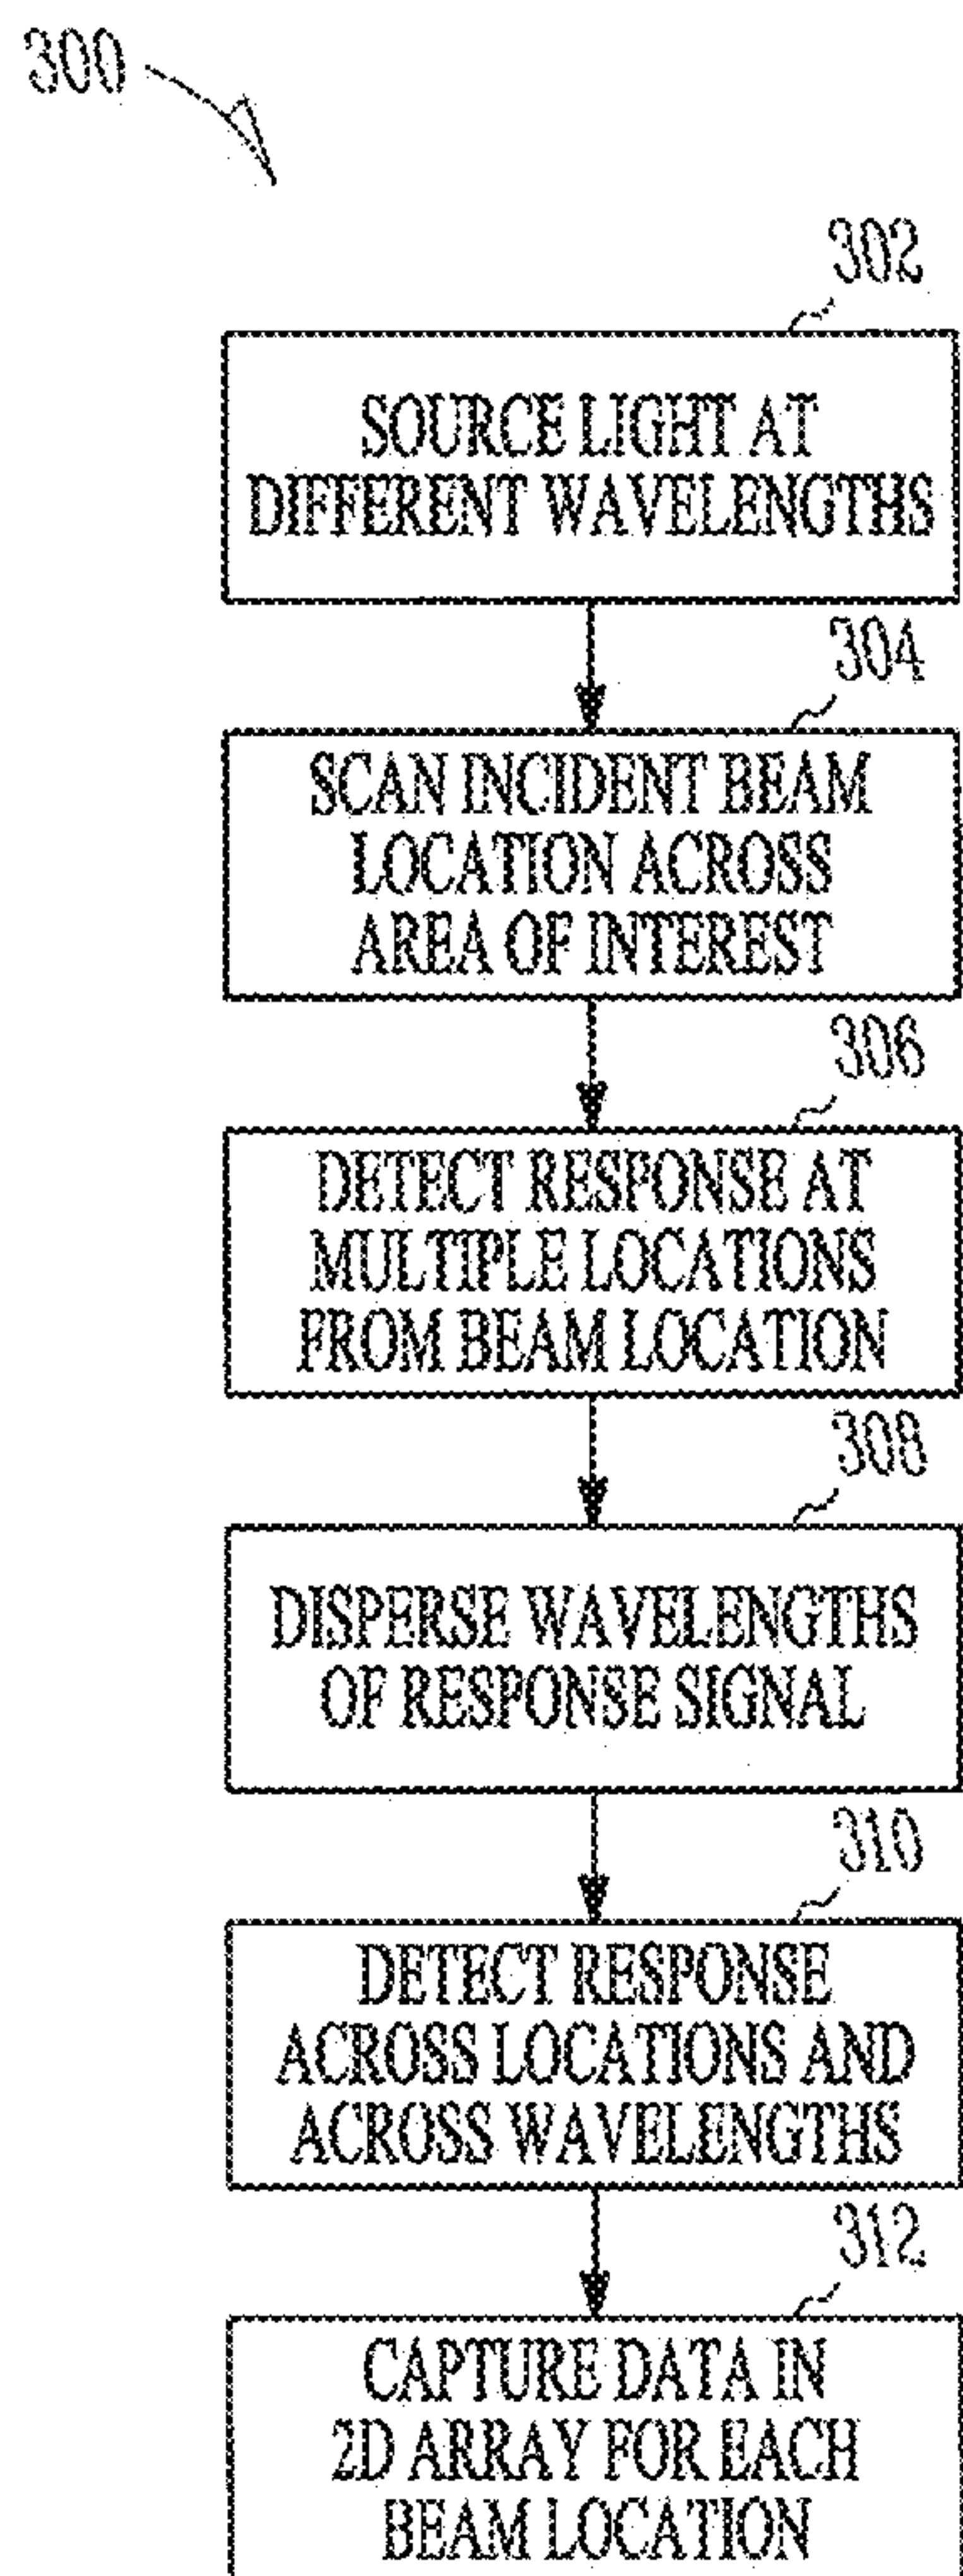 300
302
SOURCE LIGHT AT
DIFFERENT WAVELENGTHS
304
SCAN INCIDENT BEAM
LOCATION ACROSS
AREA OF INTEREST
306
DETECT RESPONSE AT
MULTIPLE LOCATIONS
FROM BEAM LOCATION
308
DISPERSE WAVELENGTHS
OF RESPONSE SIGNAL
310
DETECT RESPONSE
ACROSS LOCATIONS AND
ACROSS WAVELENGTHS
312
CAPTURE DATA IN
2D ARRAY FOR EACH
BEAM LOCATION